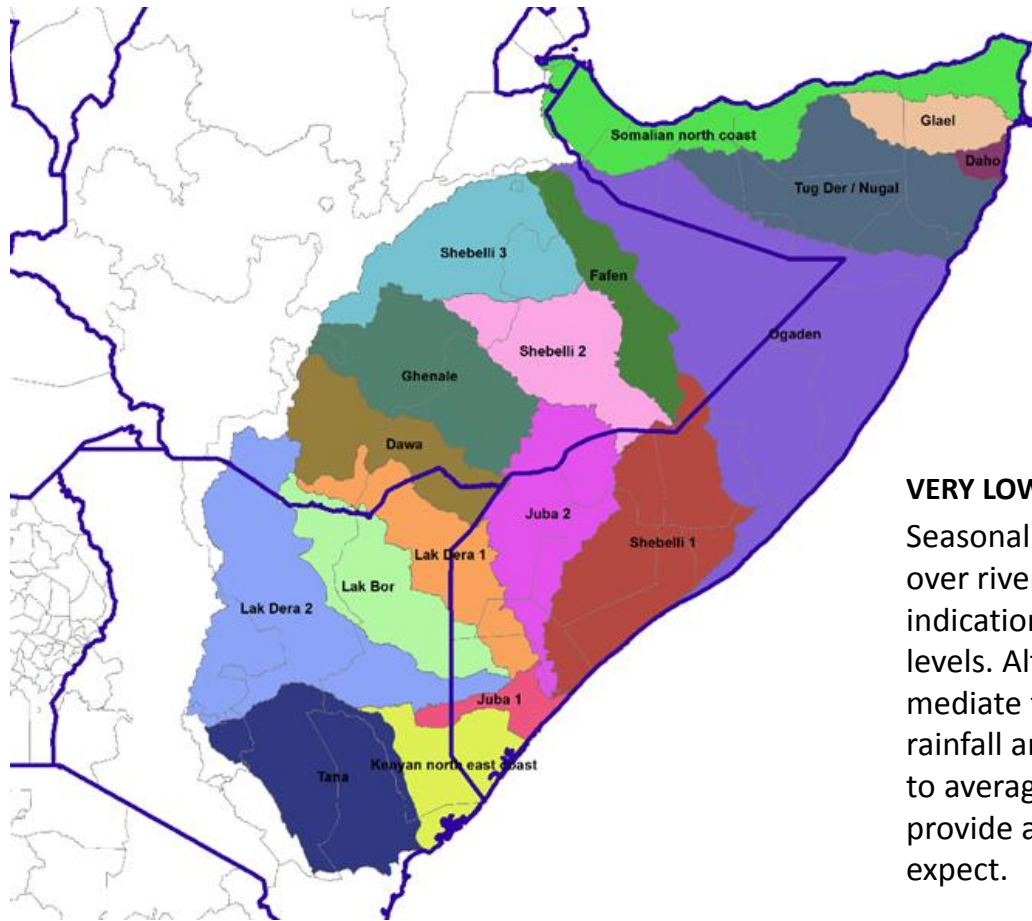 Somalian north coast
Glael
Daho
Tug Der / Nugal
Shebelli 3
Fafen
Ogaden
Shebelli 2
Ghenale
Dawa
Juba 2
Shebelli 1
Lak Dera 1
Lak Bor
Lak Dera 2
Juba 1
Kenyan north east coast
Tana
VERY LOW
Seasonal
over rive
indication
levels. Al
mediate
rainfall a
to averag
provide a
expect.